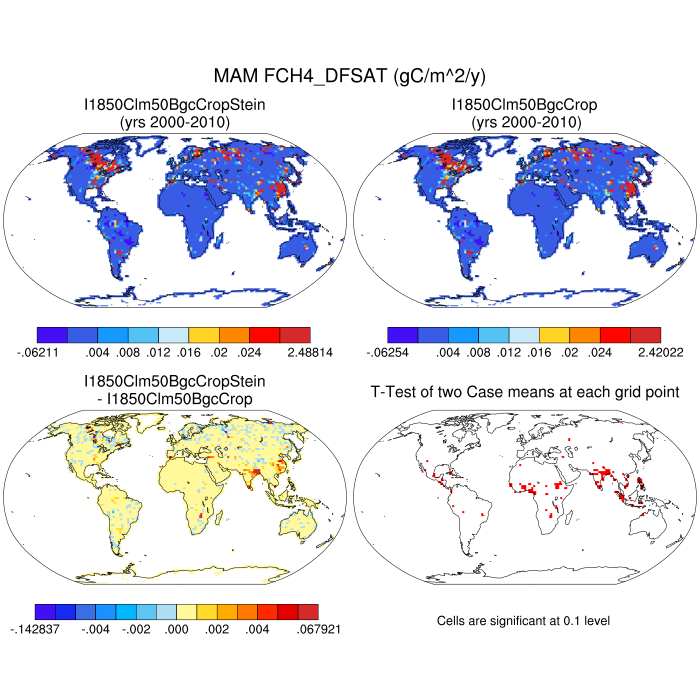 MAM FCH4_DFSAT (gC/m^2/y)
I1850Clm50BgcCropStein
(yrs 2000-2010)
I1850Clm50BgcCrop
(yrs 2000-2010)
-.06211 .004 .008 .012 .016 .02 .024 2.48814
-.06254 .004 .008 .012 .016 .02 .024 2.42022
I1850Clm50BgcCropStein
- I1850Clm50BgcCrop
T-Test of two Case means at each grid point
-.142837 -.004 -.002 .000 .002 .004 .067921
Cells are significant at 0.1 level